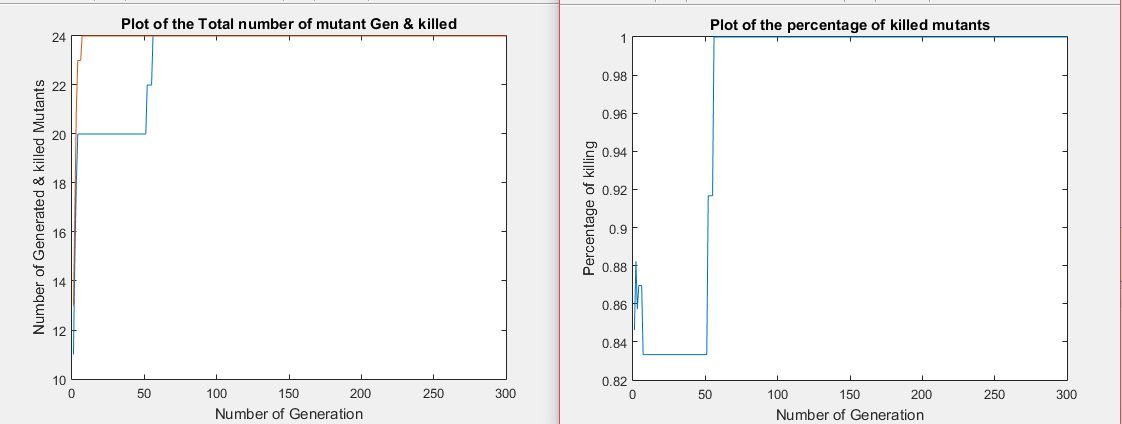 Plot of the Total number of mutant Gen & killed
Number of Generated & killed Mutants
24
22
20
18
16
14
12
10
0 50 100 150 200 250 300
Number of Generation
Plot of the percentage of killed mutants
Percentage of killing
1
0.98
0.96
0.94
0.92
0.9
0.88
0.86
0.84
0.82
0 50 100 150 200 250 300
Number of Generation